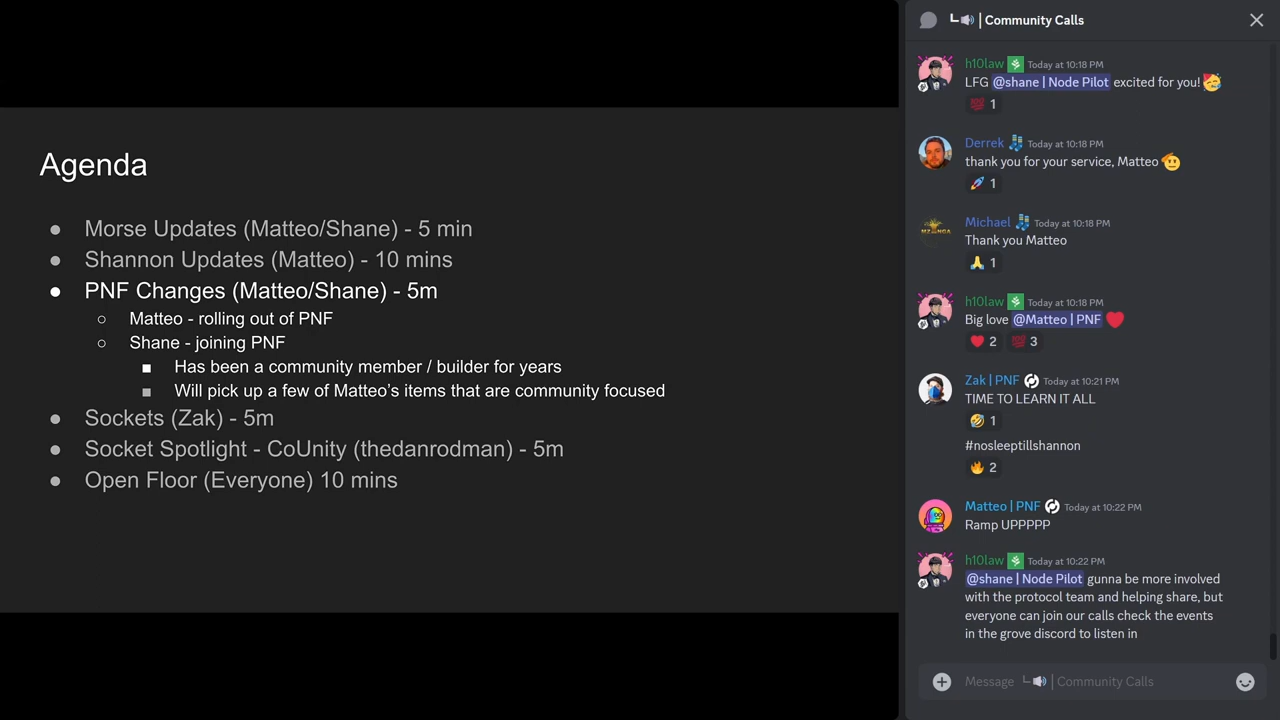 Agenda
● Morse Updates (Matteo/Shane) - 5 min
● Shannon Updates (Matteo) - 10 mins
● PNF Changes (Matteo/Shane) - 5m
○ Matteo - rolling out of PNF
○ Shane - joining PNF
■ Has been a community member / builder for years
■ Will pick up a few of Matteo’s items that are community focused
● Sockets (Zak) - 5m
● Socket Spotlight - CoUnity (thedanrodman) - 5m
● Open Floor (Everyone) 10 mins
Community Calls
h10law Today at 10:18 PM
LFG @shane | Node Pilot excited for you! 🥳
💯 1
Derrek Today at 10:18 PM
thank you for your service, Matteo 🫡
🚀 1
Michael Today at 10:18 PM
Thank you Matteo
🙏 1
h10law Today at 10:18 PM
Big love @Matteo | PNF ❤️
❤️ 2 💯 3
Zak | PNF Today at 10:21 PM
TIME TO LEARN IT ALL
🤣 1
#nosleeptillshannon
🔥 2
Matteo | PNF Today at 10:22 PM
Ramp UPPPPP
h10law Today at 10:22 PM
@shane | Node Pilot gunna be more involved
with the protocol team and helping share, but
everyone can join our calls check the events
in the grove discord to listen in
Message └🔊 | Community Calls